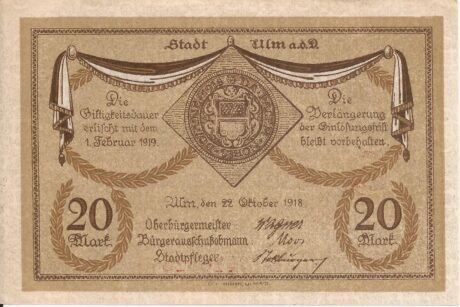 Stadt Ulm a.d.D.
Die
Gültigkeitsdauer
erlischt mit dem
1. Februar 1919.
Die
Verlängerung
der Einlösungsfrist
bleibt vorbehalten.
Ulm, den 22. Oktober 1918
20
Mark.
Oberbürgermeister
Bürgerausschußobmann
Stadtpfleger
Wagner
20
Mark.